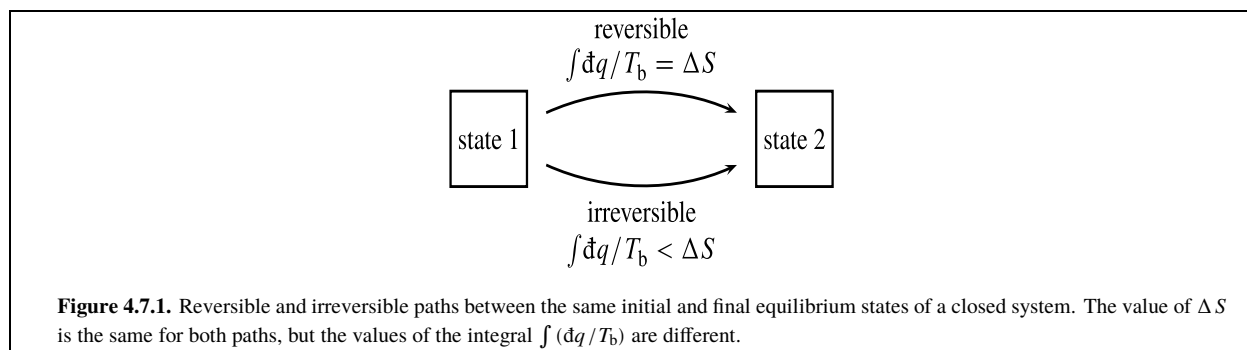 reversible
∫đq/T_b = ΔS
state 1
state 2
irreversible
∫đq/T_b < ΔS
Figure 4.7.1. Reversible and irreversible paths between the same initial and final equilibrium states of a closed system. The value of ΔS
is the same for both paths, but the values of the integral ∫ (đq/T_b) are different.